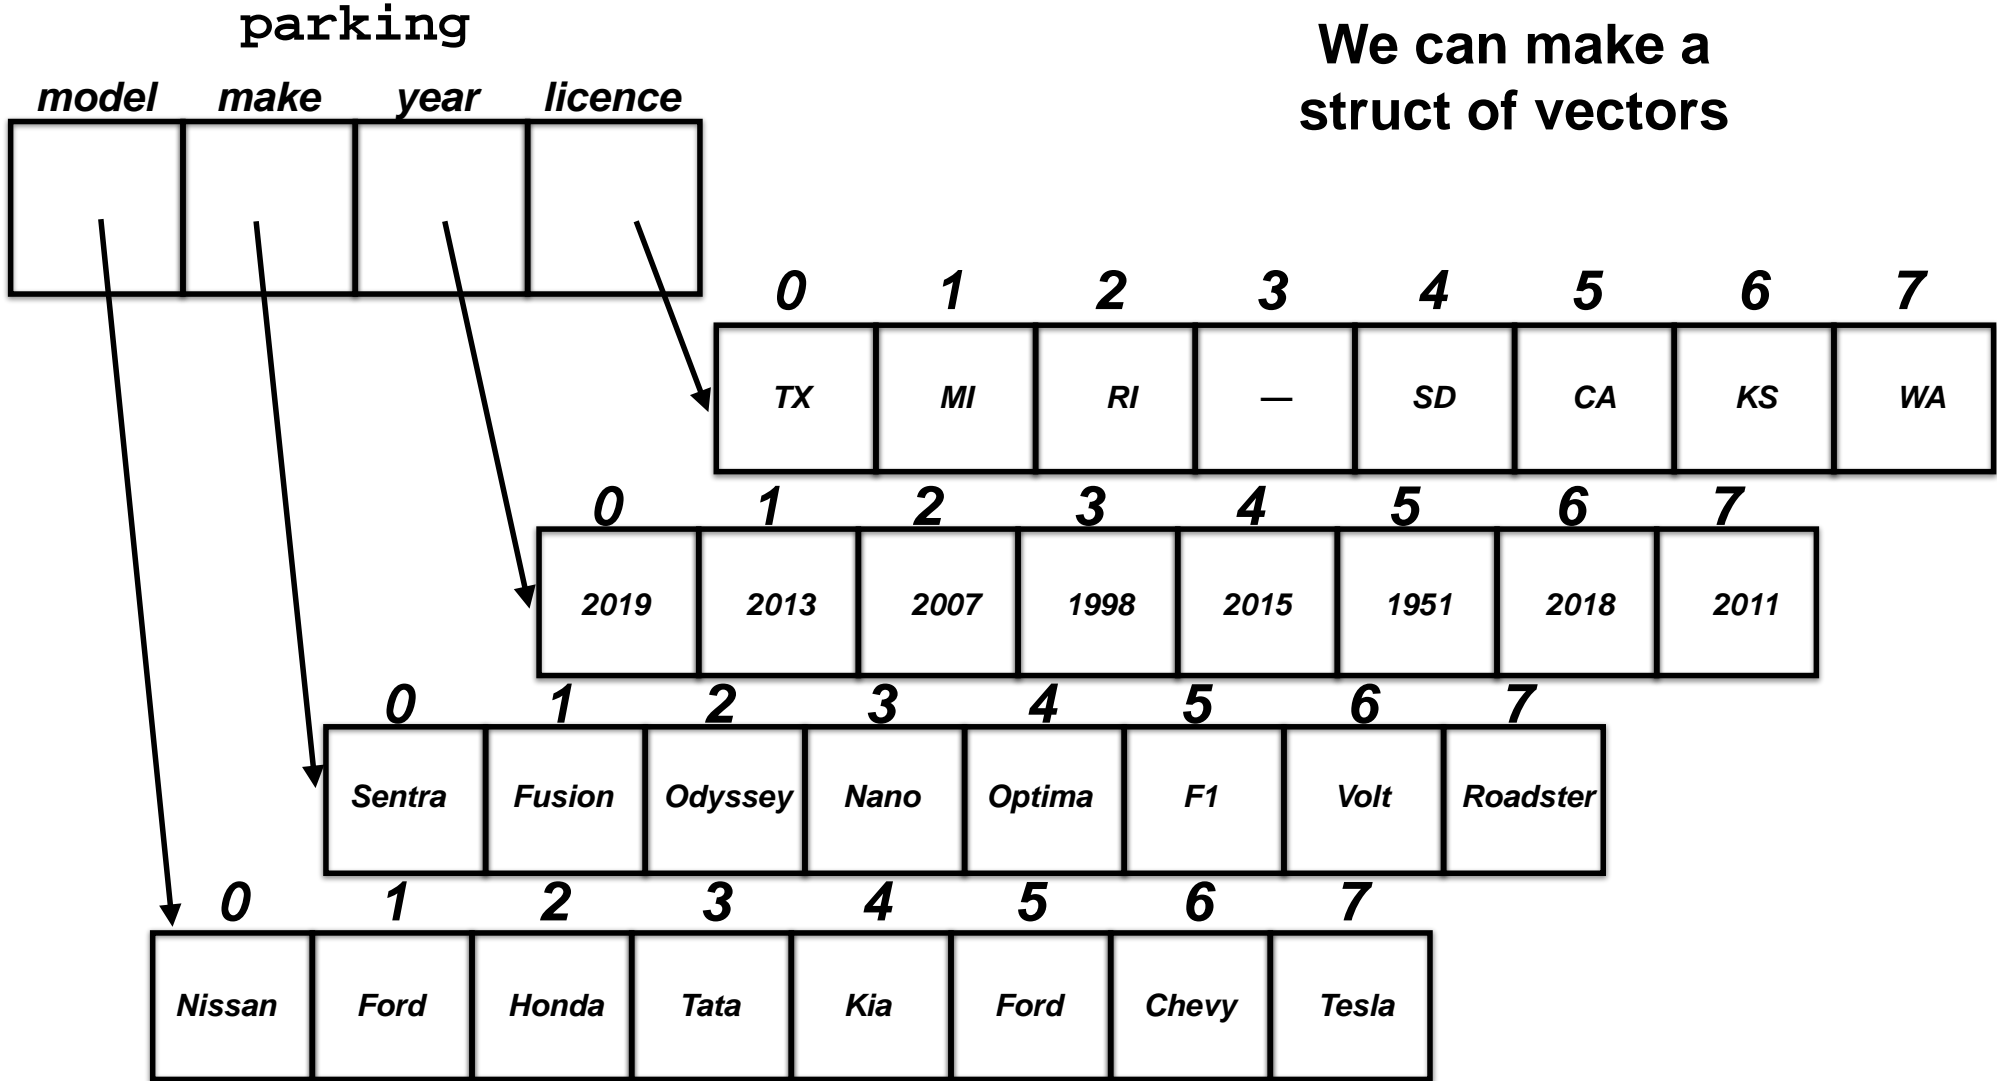 parking
We can make a
struct of vectors
model make year licence
0 1 2 3 4 5 6 7
TX MI RI — SD CA KS WA
0 1 2 3 4 5 6 7
2019 2013 2007 1998 2015 1951 2018 2011
0 1 2 3 4 5 6 7
Sentra Fusion Odyssey Nano Optima F1 Volt Roadster
0 1 2 3 4 5 6 7
Nissan Ford Honda Tata Kia Ford Chevy Tesla